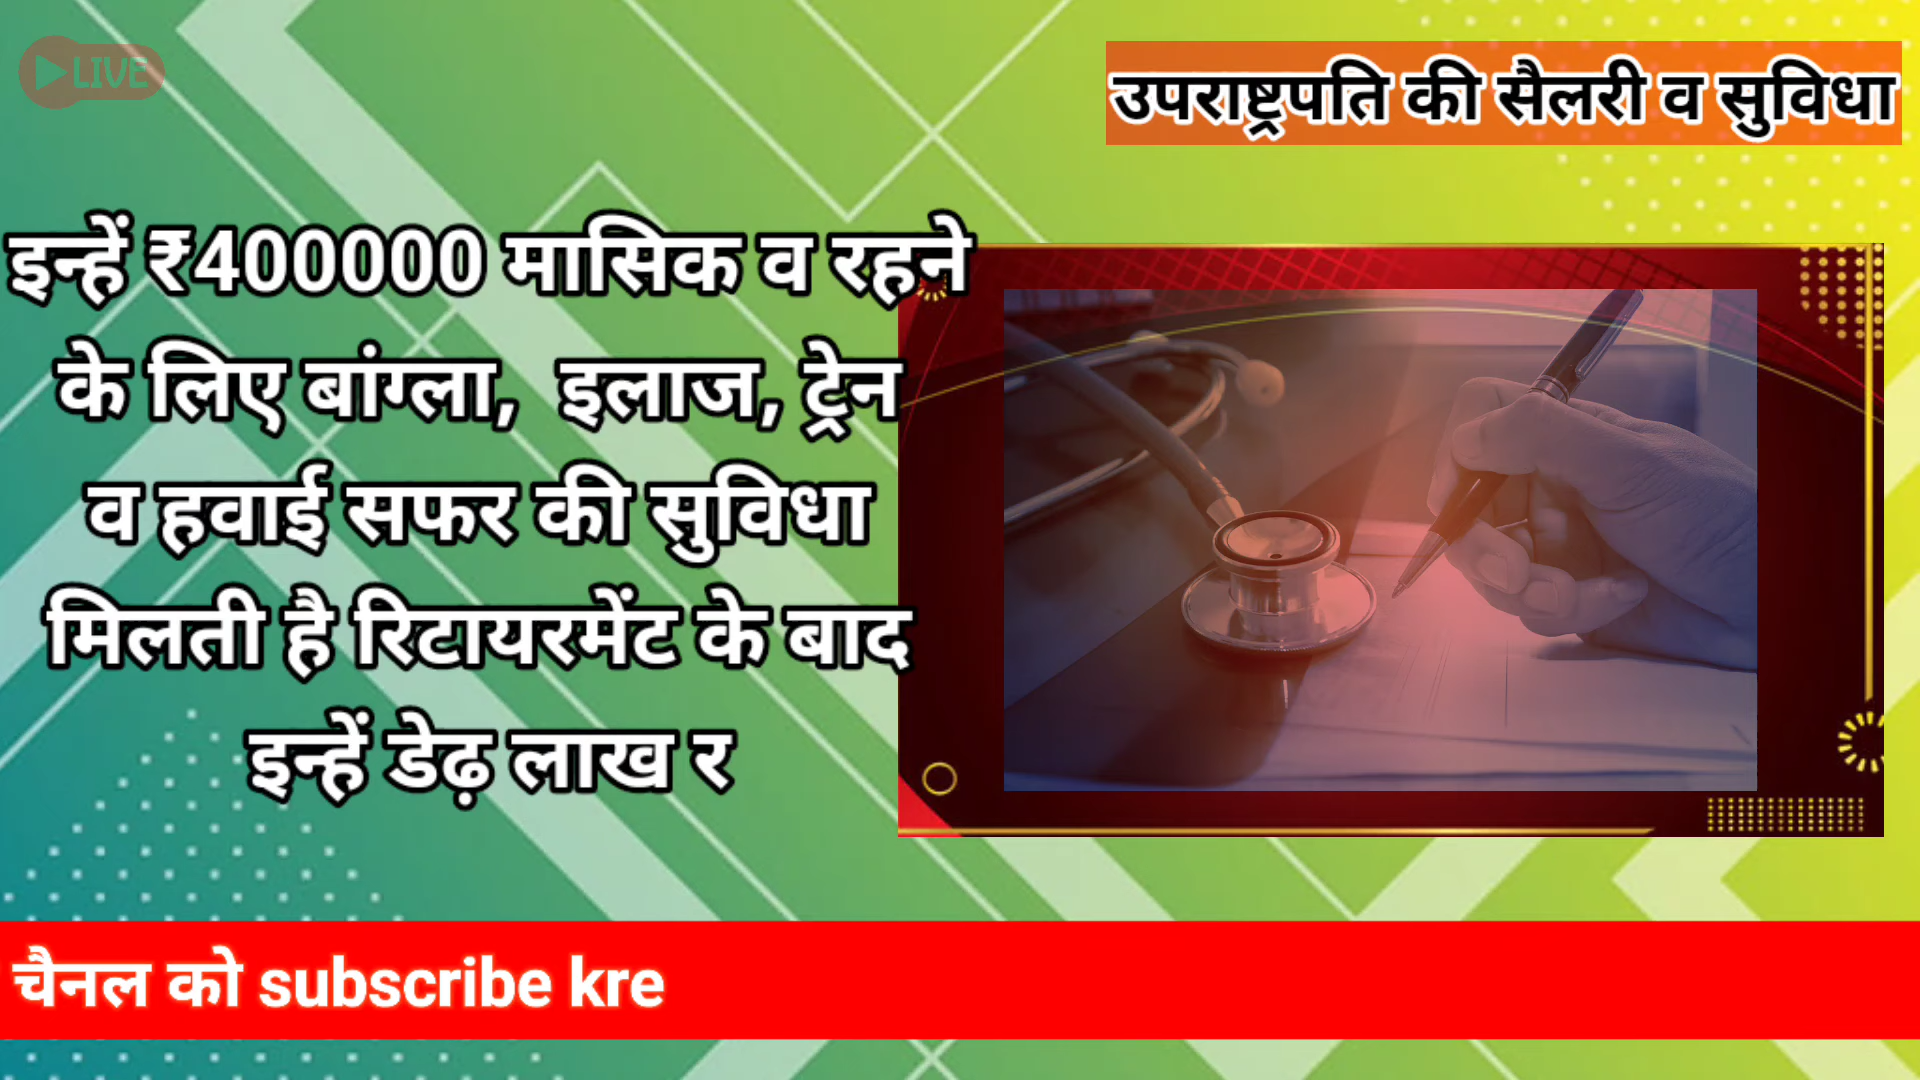 LIVE
उपराष्ट्रपति की सैलरी व सुविधा
इन्हें ₹400000 मासिक व रहने
के लिए बांग्ला, इलाज, ट्रेन
व हवाई सफर की सुविधा
मिलती है रिटायरमेंट के बाद
इन्हें डेढ़ लाख र
चैनल को subscribe kre